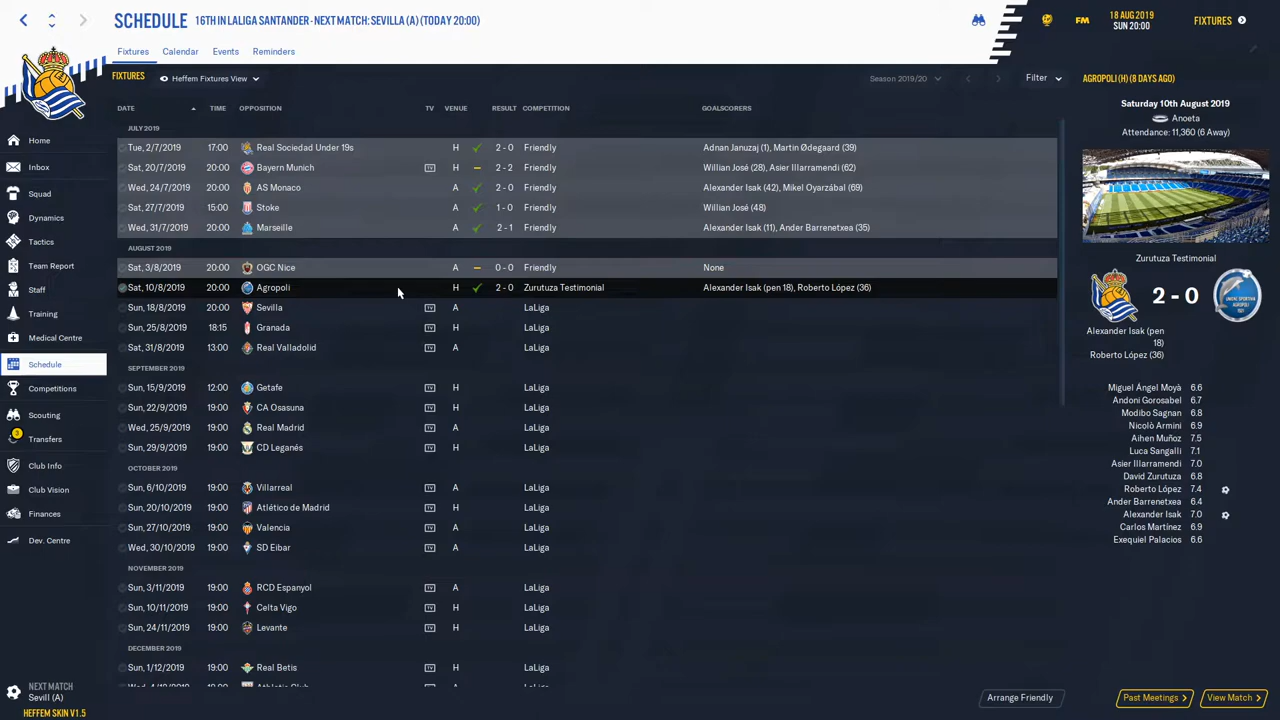 SCHEDULE
16TH IN LALIGA SANTANDER - NEXT MATCH: SEVILLA (A) (TODAY 20:00)
FM
18 AUG 2019
SUN 20:00
FIXTURES
Fixtures Calendar Events Reminders
FIXTURES
Heffem Fixtures View
Season 2019/20
Filter
DATE TIME OPPOSITION TV VENUE RESULT COMPETITION GOALSCORERS
JULY 2019
Tue, 2/7/2019 17:00 Real Sociedad Under 19s H 2 - 0 Friendly Adnan Januzaj (1), Martin Ødegaard (39)
Sat, 20/7/2019 20:00 Bayern Munich TV H 2 - 2 Friendly Willian José (28), Asier Illarramendi (62)
Wed, 24/7/2019 20:00 AS Monaco A 2 - 0 Friendly Alexander Isak (42), Mikel Oyarzábal (69)
Sat, 27/7/2019 15:00 Stoke A 1 - 0 Friendly Willian José (48)
Wed, 31/7/2019 20:00 Marseille A 2 - 1 Friendly Alexander Isak (11), Ander Barrenetxea (35)
AUGUST 2019
Sat, 3/8/2019 20:00 OGC Nice A 0 - 0 Friendly None
Sat, 10/8/2019 20:00 Agropoli H 2 - 0 Zurutuza Testimonial Alexander Isak (pen 18), Roberto López (36)
Sun, 18/8/2019 20:00 Sevilla TV A LaLiga
Sun, 25/8/2019 18:15 Granada TV H LaLiga
Sat, 31/8/2019 13:00 Real Valladolid TV A LaLiga
SEPTEMBER 2019
Sun, 15/9/2019 12:00 Getafe TV H LaLiga
Sun, 22/9/2019 19:00 CA Osasuna TV H LaLiga
Wed, 25/9/2019 19:00 Real Madrid TV A LaLiga
Sun, 29/9/2019 19:00 CD Leganés TV H LaLiga
OCTOBER 2019
Sun, 6/10/2019 19:00 Villarreal TV A LaLiga
Sun, 20/10/2019 19:00 Atlético de Madrid TV H LaLiga
Sun, 27/10/2019 19:00 Valencia TV A LaLiga
Wed, 30/10/2019 19:00 SD Eibar TV A LaLiga
NOVEMBER 2019
Sun, 3/11/2019 19:00 RCD Espanyol TV A LaLiga
Sun, 10/11/2019 19:00 Celta Vigo TV H LaLiga
Sun, 24/11/2019 19:00 Levante TV H LaLiga
DECEMBER 2019
Sun, 1/12/2019 19:00 Real Betis TV H LaLiga
Home
Inbox
Squad
Dynamics
Tactics
Team Report
Staff
Training
Medical Centre
Schedule
Competitions
Scouting
3
Transfers
Club Info
Club Vision
Finances
Dev. Centre
NEXT MATCH
Sevill (A)
HEFFEM SKIN V1.5
AGROPOLI (H) (8 DAYS AGO)
Saturday 10th August 2019
Anoeta
Attendance: 11,360 (6 Away)
Zurutuza Testimonial
2 - 0
Alexander Isak (pen
18)
Roberto López (36)
Miguel Ángel Moyà 6.6
Andoni Gorosabel 6.7
Modibo Sagnan 6.8
Nicolò Armini 6.9
Aihen Muñoz 7.5
Luca Sangalli 7.1
Asier Illarramendi 7.0
David Zurutuza 6.8
Roberto López 7.4
Ander Barrenetxea 6.4
Alexander Isak 7.0
Carlos Martínez 6.9
Exequiel Palacios 6.6
Arrange Friendly
Past Meetings
View Match